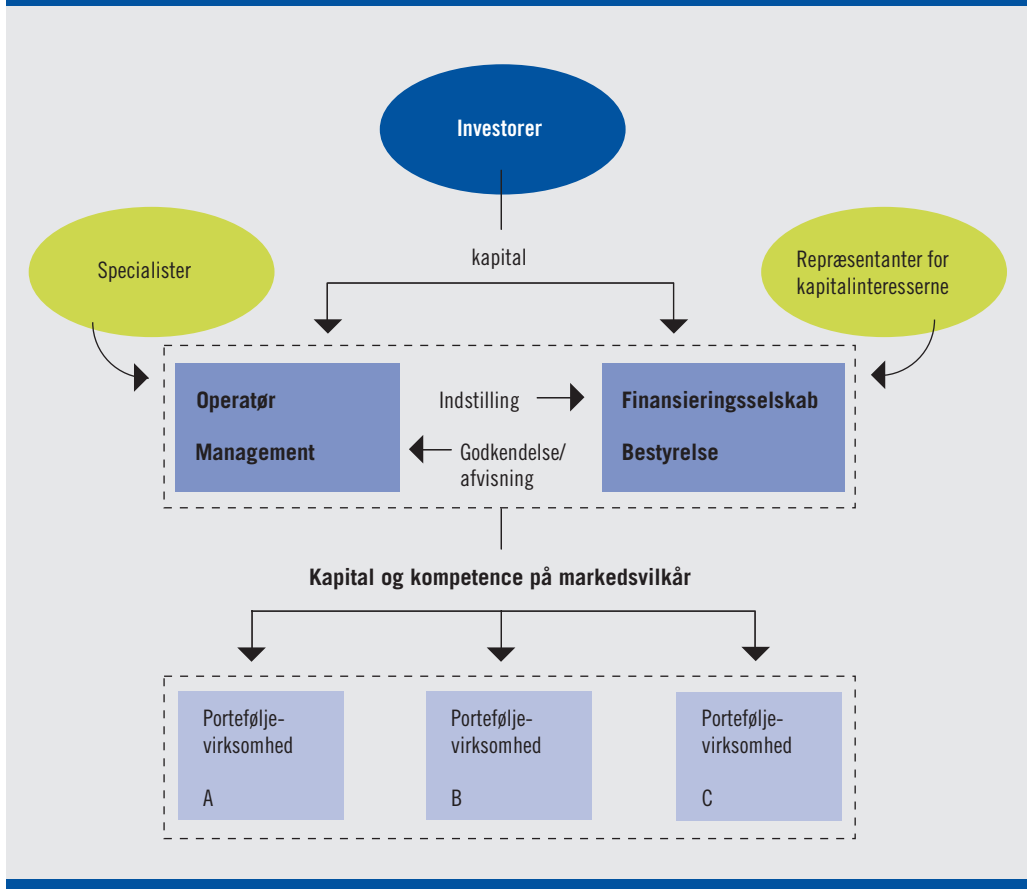 Investorer
Specialister
kapital
Repræsentanter for
kapitalinteresserne
Operatør
Management
Indstilling
Godkendelse/
afvisning
Finansieringsselskab
Bestyrelse
Kapital og kompetence på markedsvilkår
Portefølje-
virksomhed
A
Portefølje-
virksomhed
B
Portefølje-
virksomhed
C